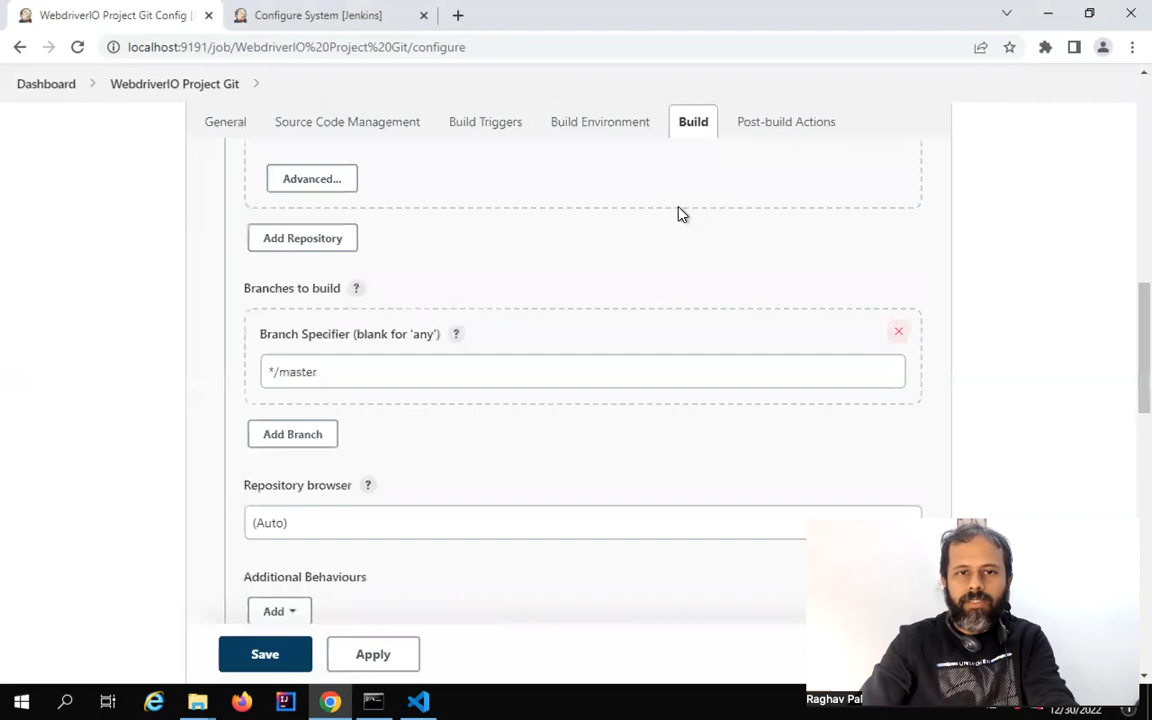 WebdriverIO Project Git Config [
Configure System [Jenkins]
localhost:9191/job/WebdriverIO%20Project%20Git/configure
Dashboard
WebdriverIO Project Git
General
Source Code Management
Build Triggers
Build Environment
Build
Post-build Actions
Advanced...
Add Repository
Branches to build ?
Branch Specifier (blank for 'any') ?
*/master
Add Branch
Repository browser ?
(Auto)
Additional Behaviours
Add
Save
Apply
Raghav Pal
12/30/2022